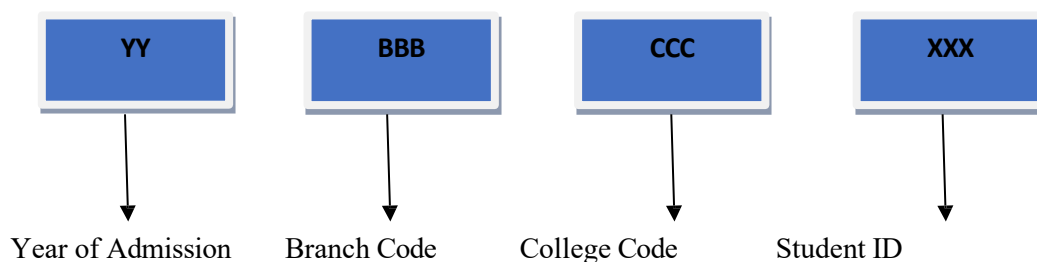 YY BBB CCC XXX
Year of Admission Branch Code College Code Student ID